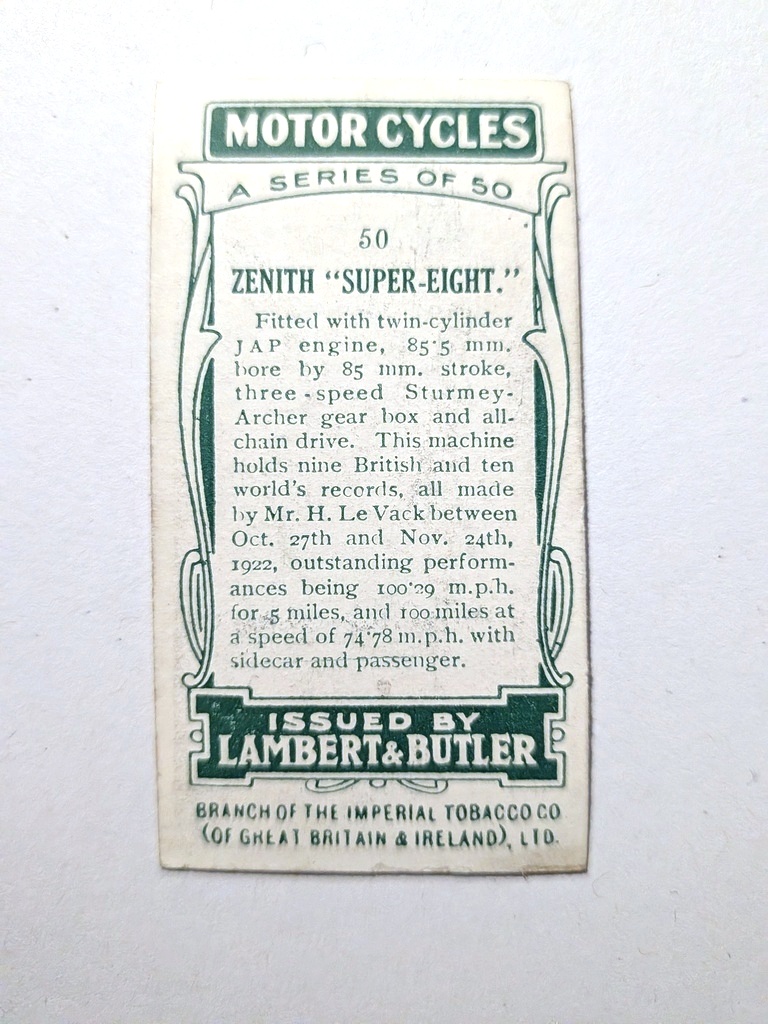 MOTOR CYCLES
A SERIES OF 50
50
ZENITH "SUPER-EIGHT."
Fitted with twin-cylinder
JAP engine, 85·5 mm.
bore by 85 mm. stroke,
three-speed Sturmey-
Archer gear box and all-
chain drive. This machine
holds nine British and ten
world's records, all made
by Mr. H. Le Vack between
Oct. 27th and Nov. 24th,
1922, outstanding perform-
ances being 100·29 m.p.h.
for 5 miles, and 100 miles at
a speed of 74·78 m.p.h. with
sidecar and passenger.
ISSUED BY
LAMBERT & BUTLER
BRANCH OF THE IMPERIAL TOBACCO CO
(OF GREAT BRITAIN & IRELAND), LTD.